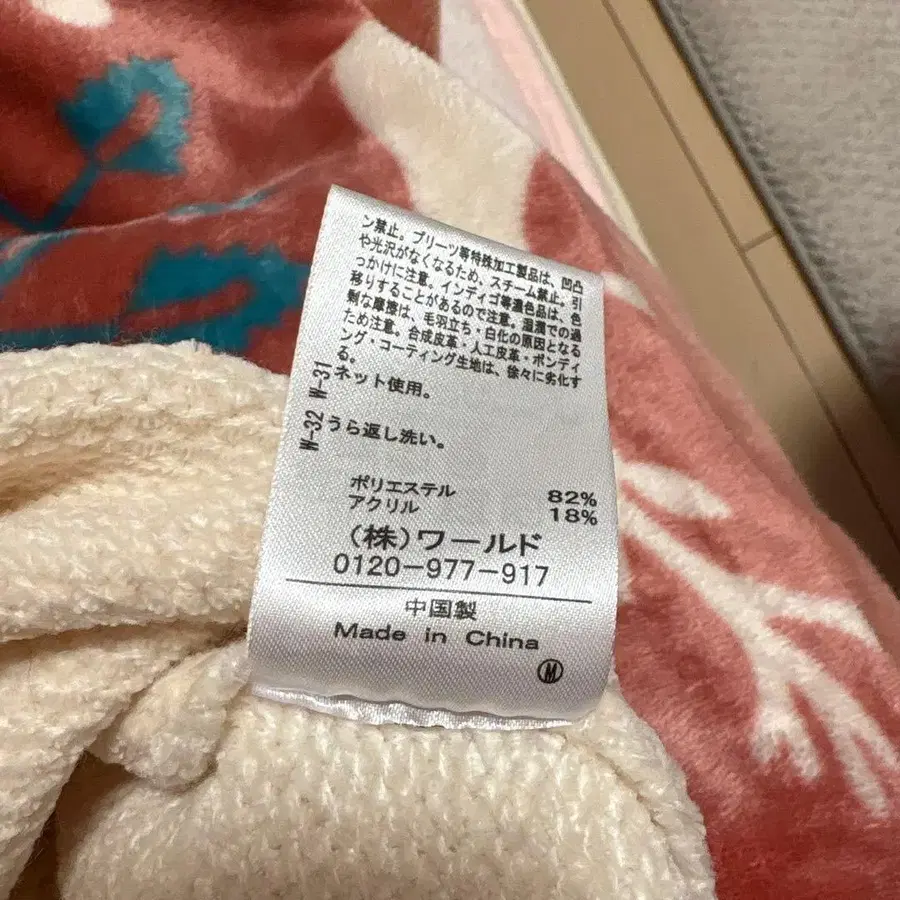 ン禁止。プリーツ等特殊加工製品は、凹凸
や光沢がなくなるため、スチーム禁止。引
っかけに注意。インディゴ等濃色品は、色
移りすることがあるので注意。湿潤での過
剰な摩擦は、毛羽立ち・白化の原因となる
ため注意。合成皮革・人工皮革・ボンディ
ング・コーティング生地は、徐々に劣化す
る。
W-31 ネット使用。
W-32 うら返し洗い。
ポリエステル 82%
アクリル 18%
(株)ワールド
0120-977-917
中国製
Made in China
M